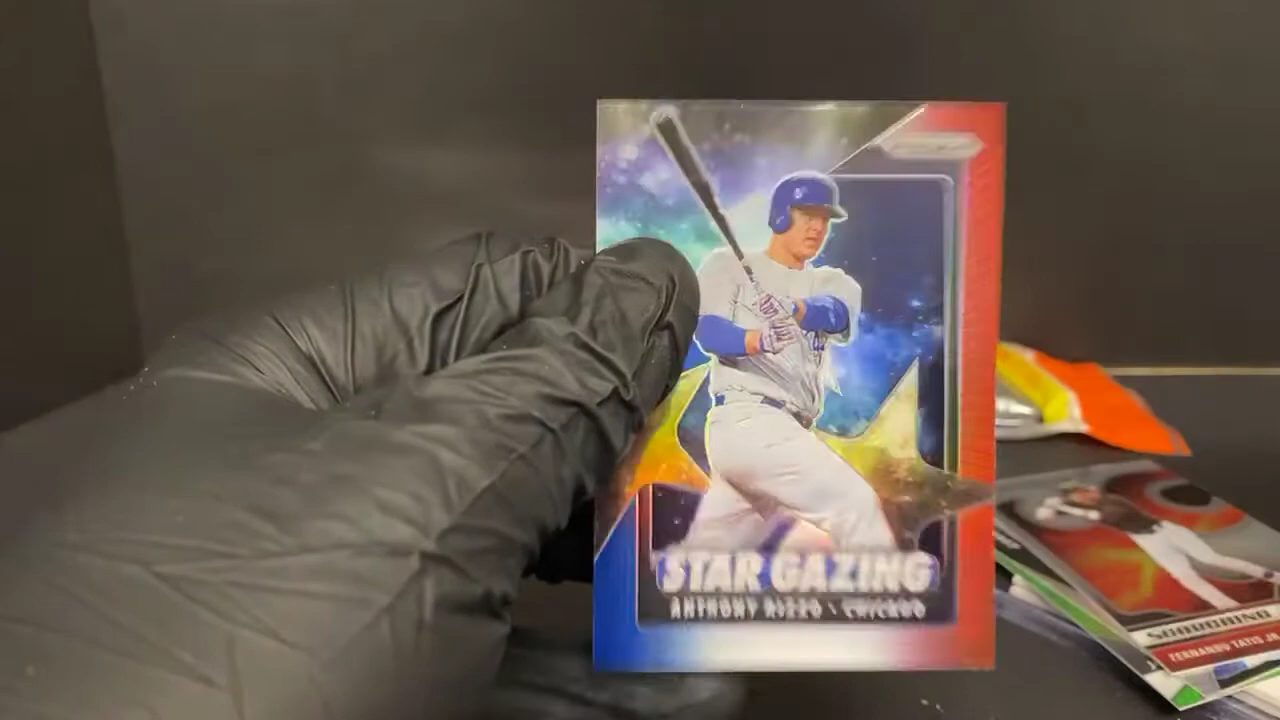 STAR GAZING
ANTHONY RIZZO • CHICAGO
FERNANDO TATIS JR